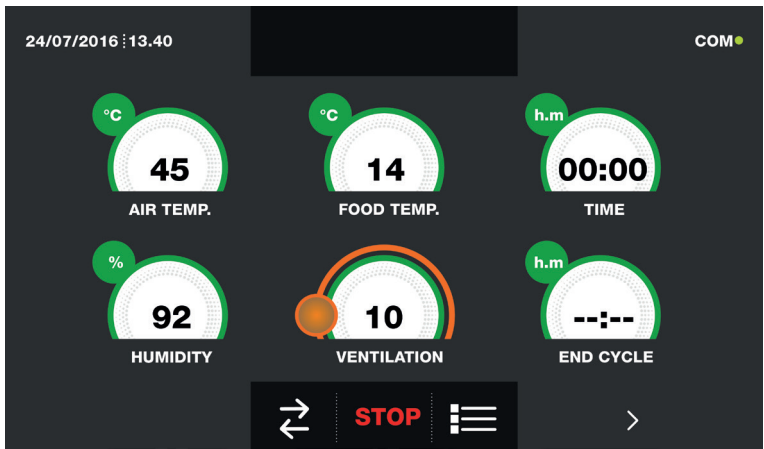 24/07/2016 13.40
COM
°C °C h.m
45 14 00:00
AIR TEMP. FOOD TEMP. TIME
% h.m
92 10 --:--
HUMIDITY VENTILATION END CYCLE
STOP